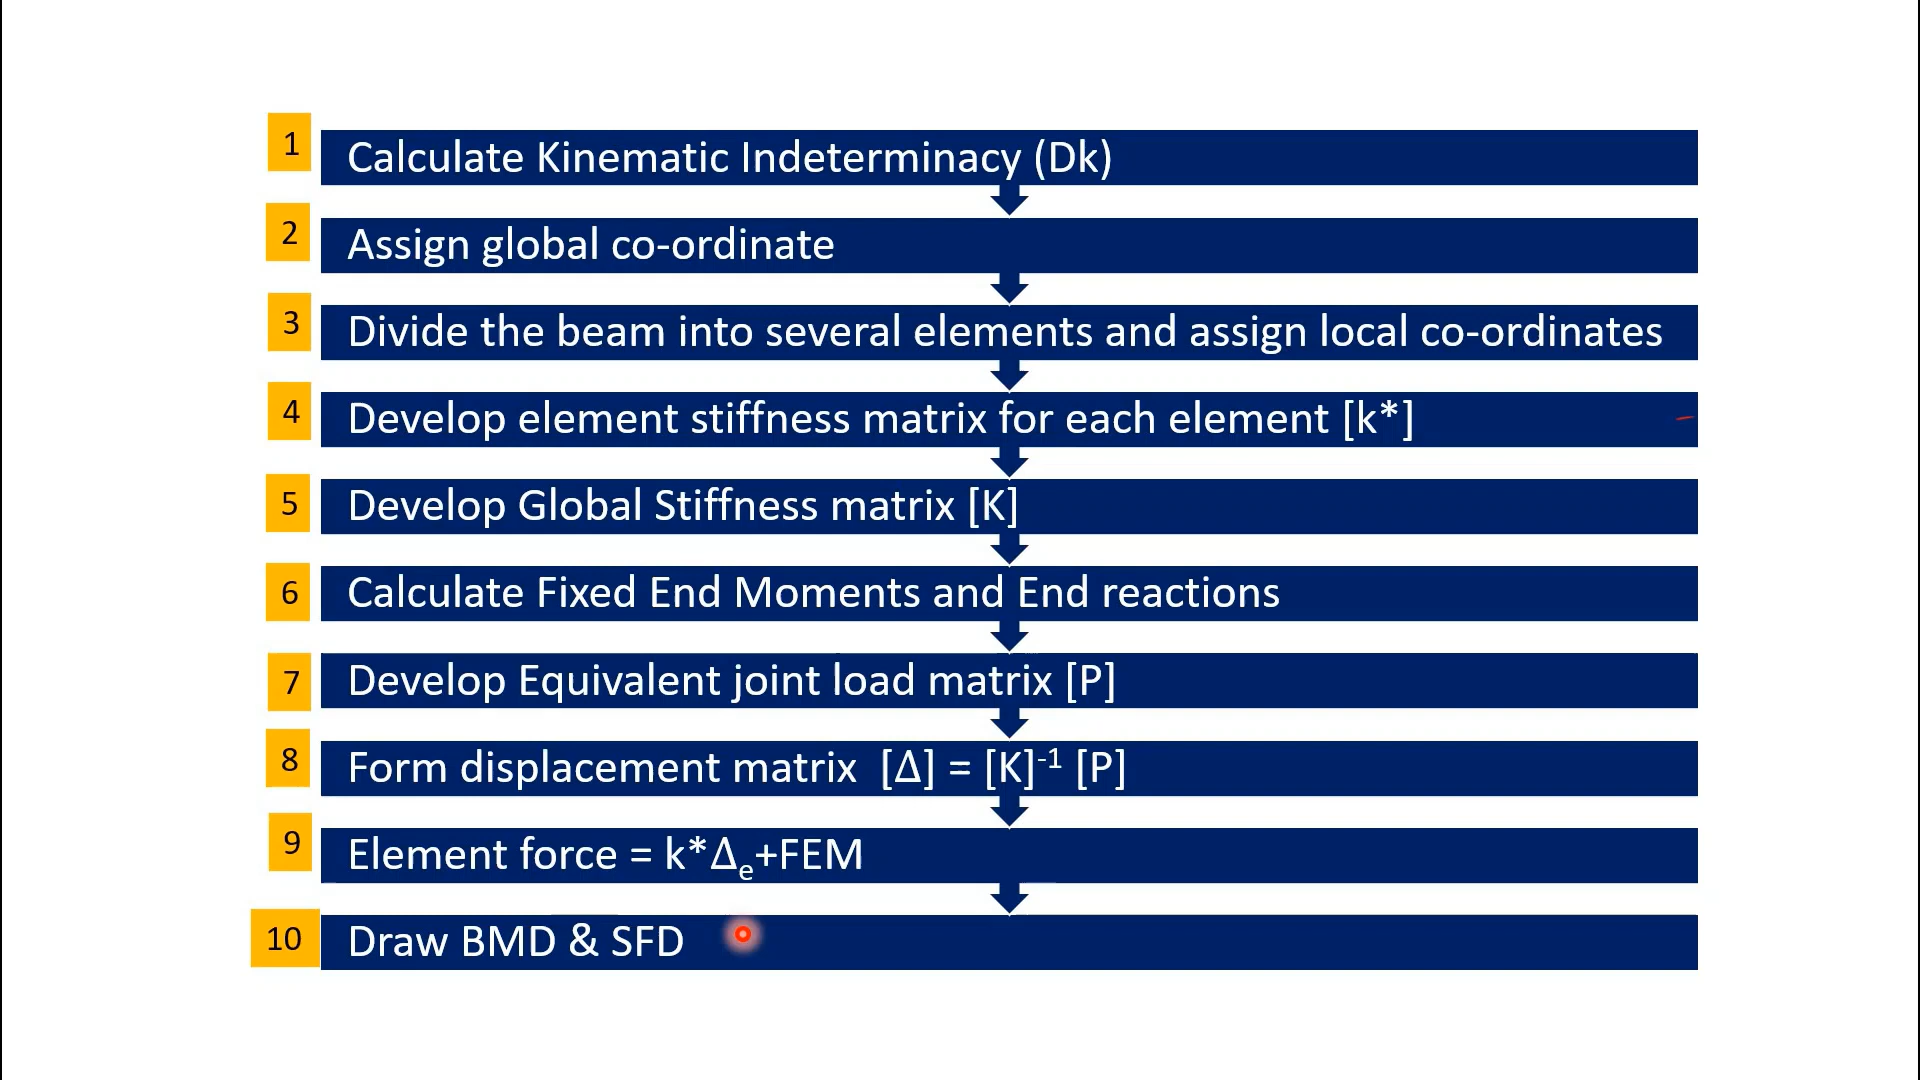 1 Calculate Kinematic Indeterminacy (Dk)
2 Assign global co-ordinate
3 Divide the beam into several elements and assign local co-ordinates
4 Develop element stiffness matrix for each element [k*]
5 Develop Global Stiffness matrix [K]
6 Calculate Fixed End Moments and End reactions
7 Develop Equivalent joint load matrix [P]
8 Form displacement matrix [Δ] = [K]⁻¹ [P]
9 Element force = k*Δₑ+FEM
10 Draw BMD & SFD